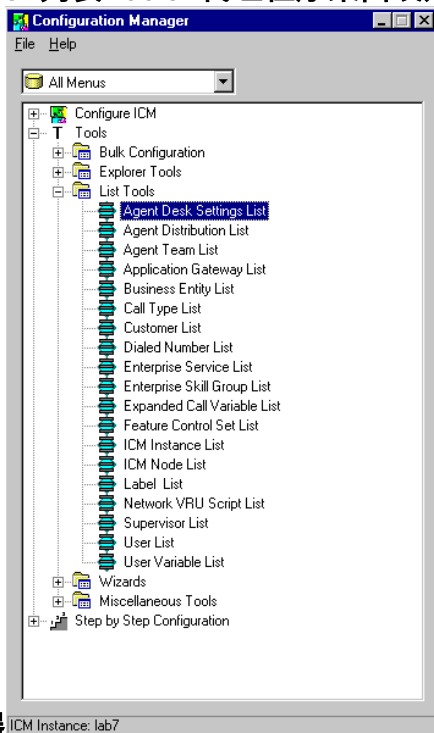 Configuration Manager
File Help
All Menus
Configure ICM
Tools
Bulk Configuration
Explorer Tools
List Tools
Agent Desk Settings List
Agent Distribution List
Agent Team List
Application Gateway List
Business Entity List
Call Type List
Customer List
Dialed Number List
Enterprise Service List
Enterprise Skill Group List
Expanded Call Variable List
Feature Control Set List
ICM Instance List
ICM Node List
Label List
Network VRU Script List
Supervisor List
User List
User Variable List
Wizards
Miscellaneous Tools
Step by Step Configuration
ICM Instance: lab7